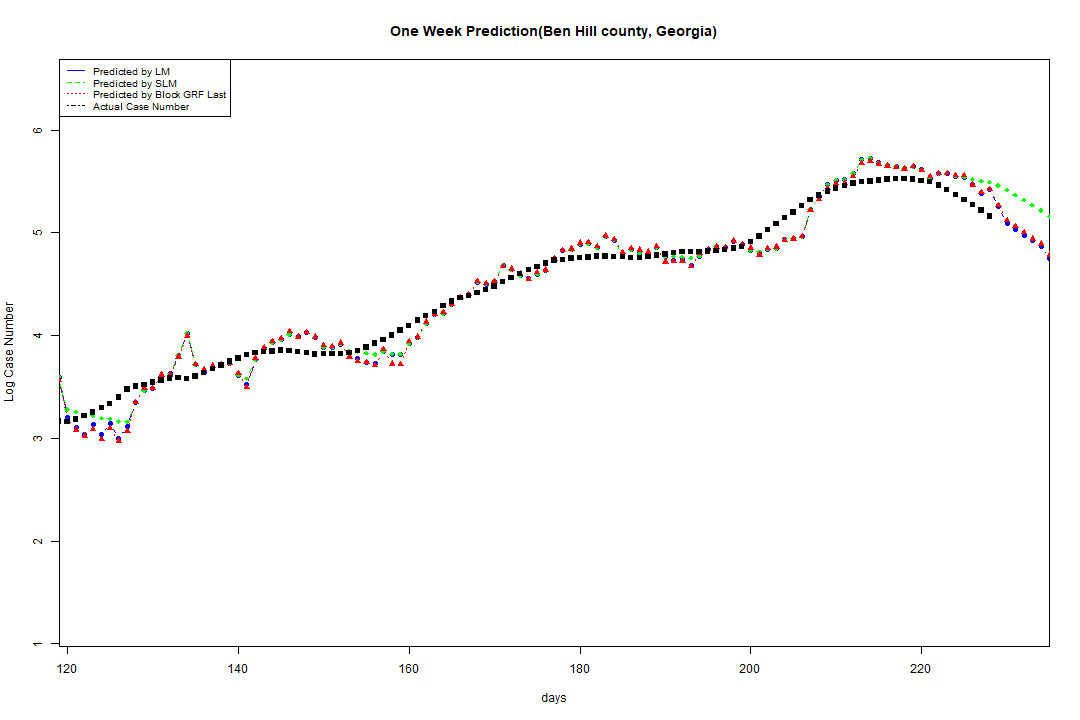 One Week Prediction(Ben Hill county, Georgia)
Predicted by LM
Predicted by SLM
Predicted by Block GRF Last
Actual Case Number
6
5
4
3
2
1
Log Case Number
120 140 160 180 200 220
days